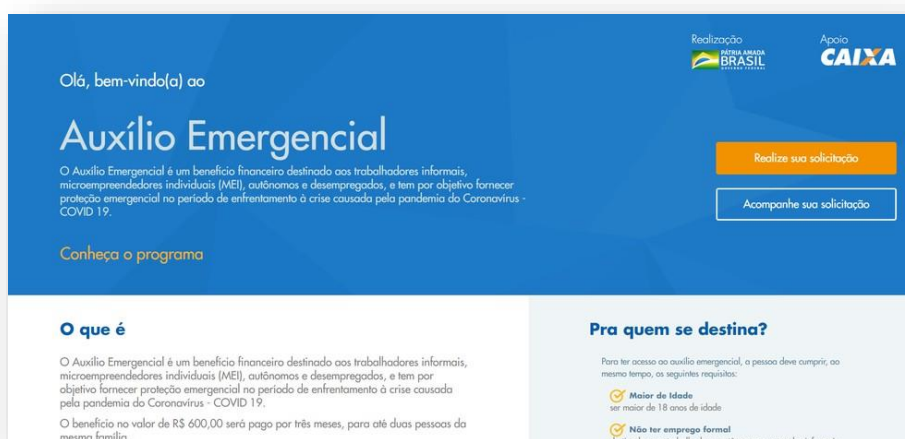 Realização
Apoio
PÁTRIA AMADA
BRASIL
GOVERNO FEDERAL
CAIXA
Olá, bem-vindo(a) ao
Auxílio Emergencial
O Auxílio Emergencial é um benefício financeiro destinado aos trabalhadores informais,
microempreendedores individuais (MEI), autônomos e desempregados, e tem por objetivo fornecer
proteção emergencial no período de enfrentamento à crise causada pela pandemia do Coronavírus -
COVID 19.
Realize sua solicitação
Acompanhe sua solicitação
Conheça o programa
O que é
O Auxílio Emergencial é um benefício financeiro destinado aos trabalhadores informais,
microempreendedores individuais (MEI), autônomos e desempregados, e tem por
objetivo fornecer proteção emergencial no período de enfrentamento à crise causada
pela pandemia do Coronavírus - COVID 19.
O benefício no valor de R$ 600,00 será pago por três meses, para até duas pessoas da
mesma família
Pra quem se destina?
Para ter acesso ao auxílio emergencial, a pessoa deve cumprir, ao
mesmo tempo, os seguintes requisitos:
Maior de Idade
ser maior de 18 anos de idade
Não ter emprego formal